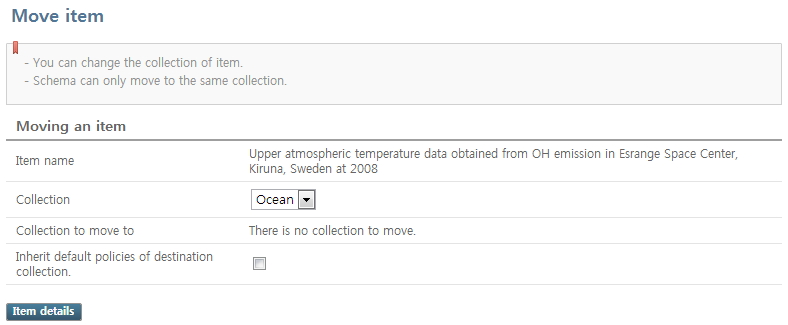 Move item
- You can change the collection of item.
- Schema can only move to the same collection.
Moving an item
Item name
Upper atmospheric temperature data obtained from OH emission in Esrange Space Center,
Kiruna, Sweden at 2008
Collection
Ocean
Collection to move to
There is no collection to move.
Inherit default policies of destination
collection.
Item details